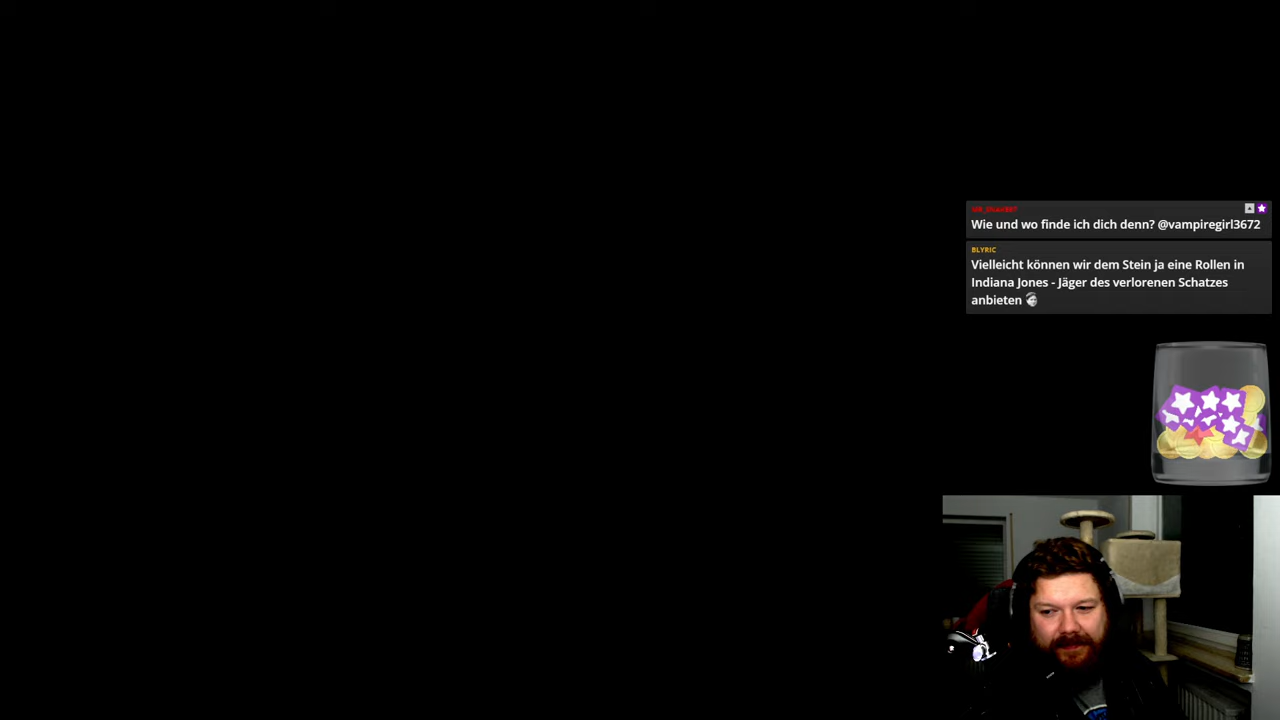 Wie und wo finde ich dich denn? @vampiregirl3672
BLYRIC
Vielleicht können wir dem Stein ja eine Rollen in
Indiana Jones - Jäger des verlorenen Schatzes
anbieten